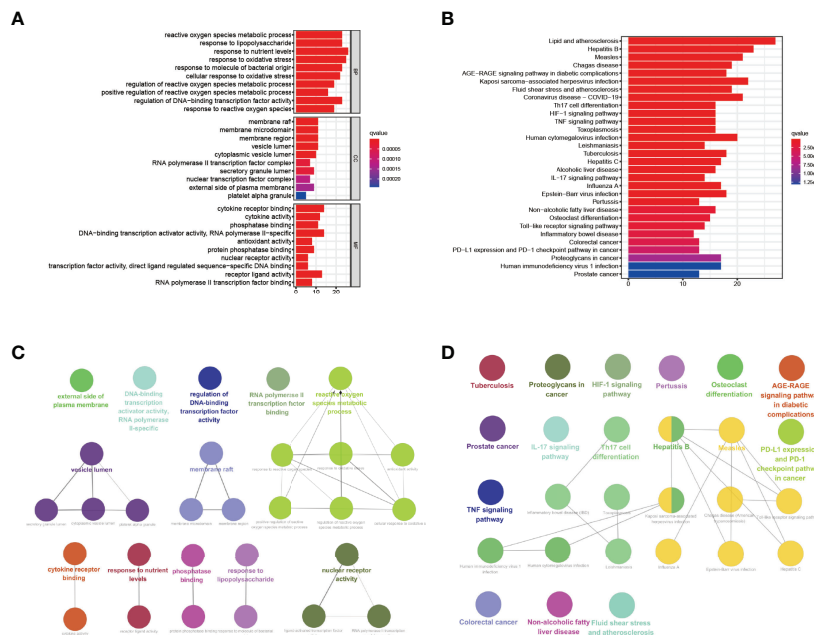 A
reactive oxygen species metabolic process
response to lipopolysaccharide
response to nutrient levels
response to oxidative stress
response to molecule of bacterial origin
cellular response to oxidative stress
regulation of reactive oxygen species metabolic process
positive regulation of reactive oxygen species metabolic process
regulation of DNA-binding transcription factor activity
response to reactive oxygen species
BP
membrane raft
membrane microdomain
membrane region
vesicle lumen
cytoplasmic vesicle lumen
RNA polymerase II transcription factor complex
secretory granule lumen
nuclear transcription factor complex
external side of plasma membrane
platelet alpha granule
CC
cytokine receptor binding
cytokine activity
phosphatase binding
DNA-binding transcription activator activity, RNA polymerase II-specific
antioxidant activity
protein phosphatase binding
nuclear receptor activity
transcription factor activity, direct ligand regulated sequence-specific DNA binding
receptor ligand activity
RNA polymerase II transcription factor binding
MF
0 10 20
qvalue
0.00005
0.00010
0.00015
0.00020
B
Lipid and atherosclerosis
Hepatitis B
Measles
Chagas disease
AGE-RAGE signaling pathway in diabetic complications
Kaposi sarcoma-associated herpesvirus infection
Fluid shear stress and atherosclerosis
Coronavirus disease - COVID-19
Th17 cell differentiation
HIF-1 signaling pathway
TNF signaling pathway
Toxoplasmosis
Human cytomegalovirus infection
Leishmaniasis
Tuberculosis
Hepatitis C
Alcoholic liver disease
IL-17 signaling pathway
Influenza A
Epstein-Barr virus infection
Pertussis
Non-alcoholic fatty liver disease
Osteoclast differentiation
Toll-like receptor signaling pathway
Inflammatory bowel disease
Colorectal cancer
PD-L1 expression and PD-1 checkpoint pathway in cancer
Proteoglycans in cancer
Human immunodeficiency virus 1 infection
Prostate cancer
0 10 20
qvalue
C
external side of
plasma membrane
DNA-binding
transcription
activator activity,
RNA polymerase
II-specific
regulation of
DNA-binding
transcription factor
activity
RNA polymerase II
transcription factor
binding
reactive oxygen
species metabolic
process
vesicle lumen
membrane raft
cytokine receptor
binding
response to nutrient
levels
receptor ligand activity
phosphatase
binding
response to
lipopolysaccharide
nuclear receptor
activity
D
Tuberculosis
Proteoglycans in
cancer
HIF-1 signaling
pathway
Pertussis
Osteoclast
differentiation
AGE-RAGE
signaling pathway
in diabetic
complications
Prostate cancer
IL-17 signaling
pathway
Th17 cell
differentiation
Hepatitis B
Measles
PD-L1 expression
and PD-1
checkpoint pathway
in cancer
TNF signaling
pathway
Inflammatory bowel disease (IBD)
Toxoplasmosis
Leishmaniasis
Influenza A
Epstein-Barr virus infection
Hepatitis C
Colorectal cancer
Non-alcoholic fatty
liver disease
Fluid shear stress
and atherosclerosis